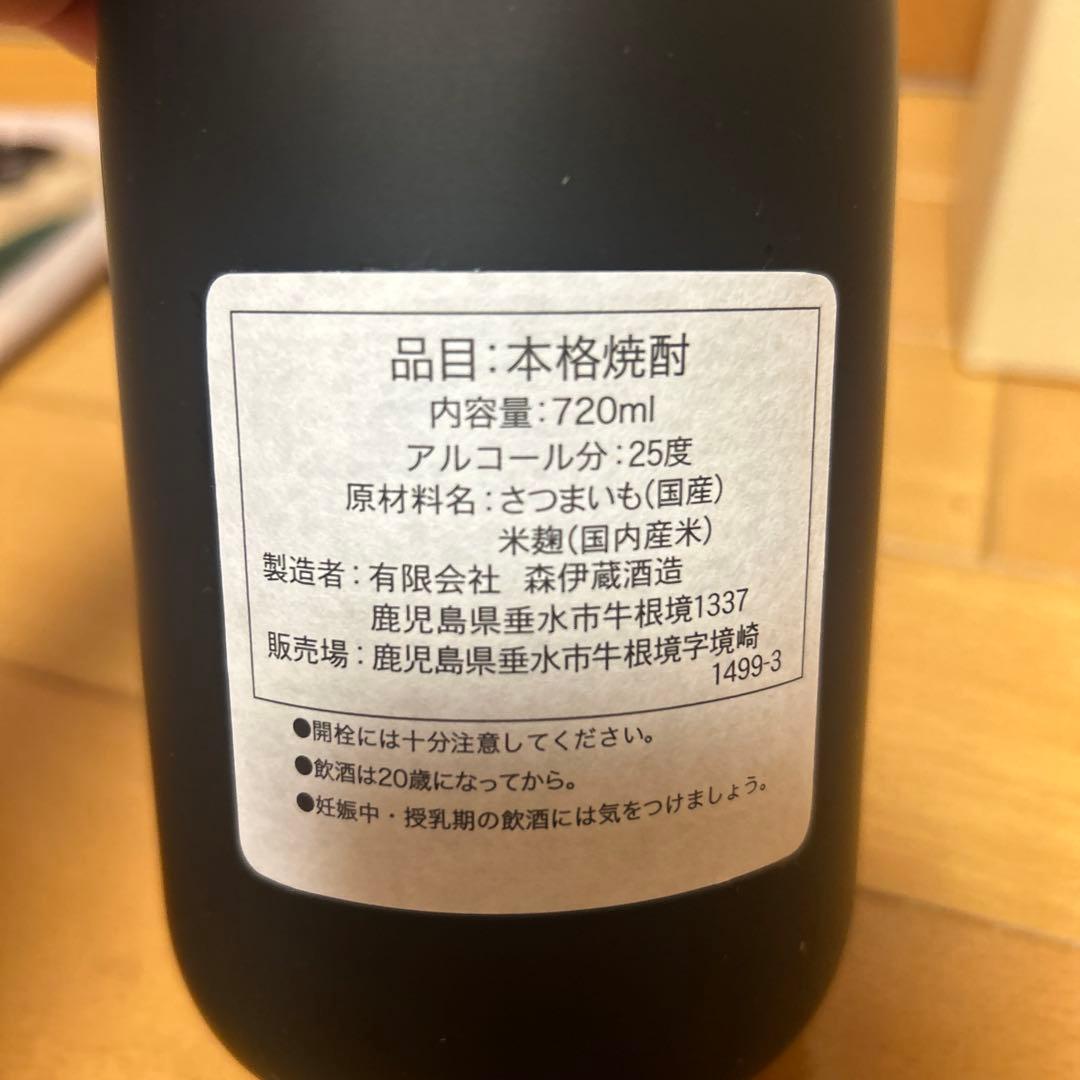 品目：本格焼酎
内容量：720ml
アルコール分：25度
原材料名：さつまいも(国産)
米麹(国内産米)
製造者：有限会社 森伊蔵酒造
鹿児島県垂水市牛根境1337
販売場：鹿児島県垂水市牛根境字境崎
1499-3
●開栓には十分注意してください。
●飲酒は20歳になってから。
●妊娠中・授乳期の飲酒には気をつけましょう。